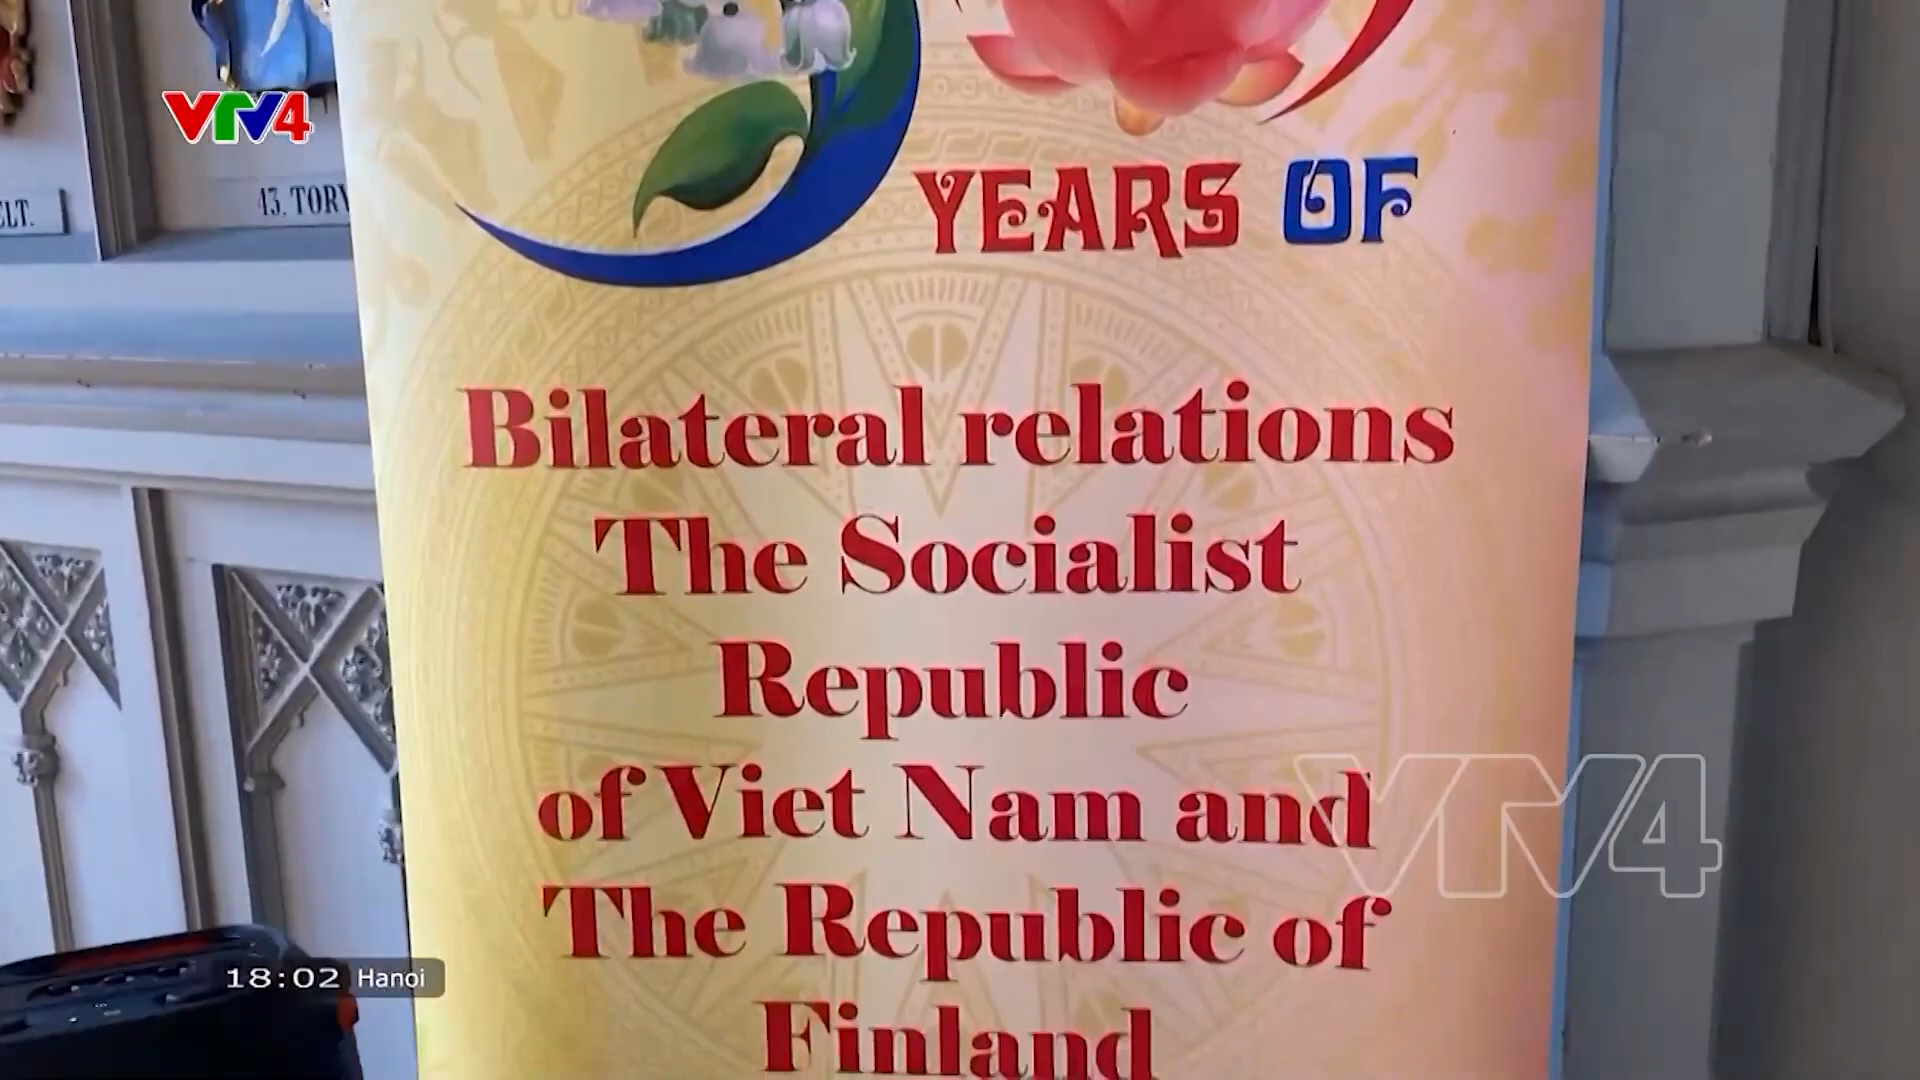 VTV4
ELT.
43. TORV
YEARS OF
Bilateral relations
The Socialist
Republic
of Viet Nam and
The Republic of
Finland
VTV4
18:02 Hanoi